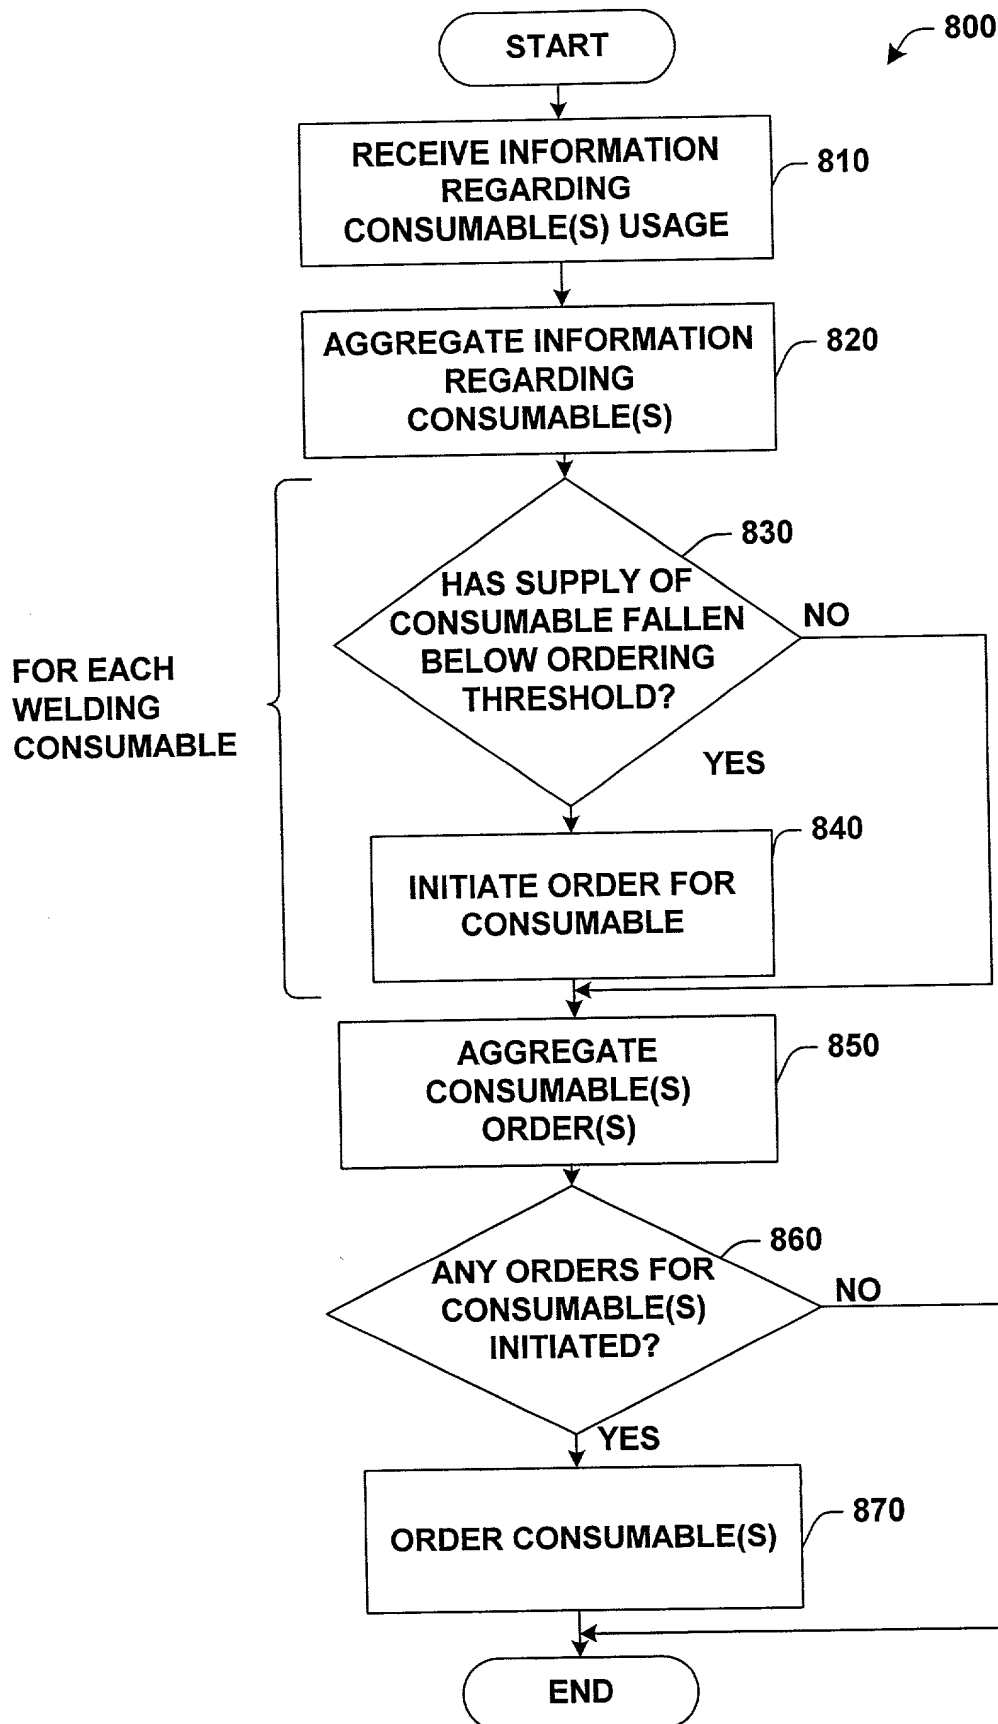 START
800
RECEIVE INFORMATION
REGARDING
CONSUMABLE(S) USAGE
810
AGGREGATE INFORMATION
REGARDING
CONSUMABLE(S)
820
830
HAS SUPPLY OF
CONSUMABLE FALLEN
BELOW ORDERING
THRESHOLD?
NO
FOR EACH
WELDING
CONSUMABLE
YES
840
INITIATE ORDER FOR
CONSUMABLE
AGGREGATE
CONSUMABLE(S)
ORDER(S)
850
860
ANY ORDERS FOR
CONSUMABLE(S)
INITIATED?
NO
YES
ORDER CONSUMABLE(S)
870
END